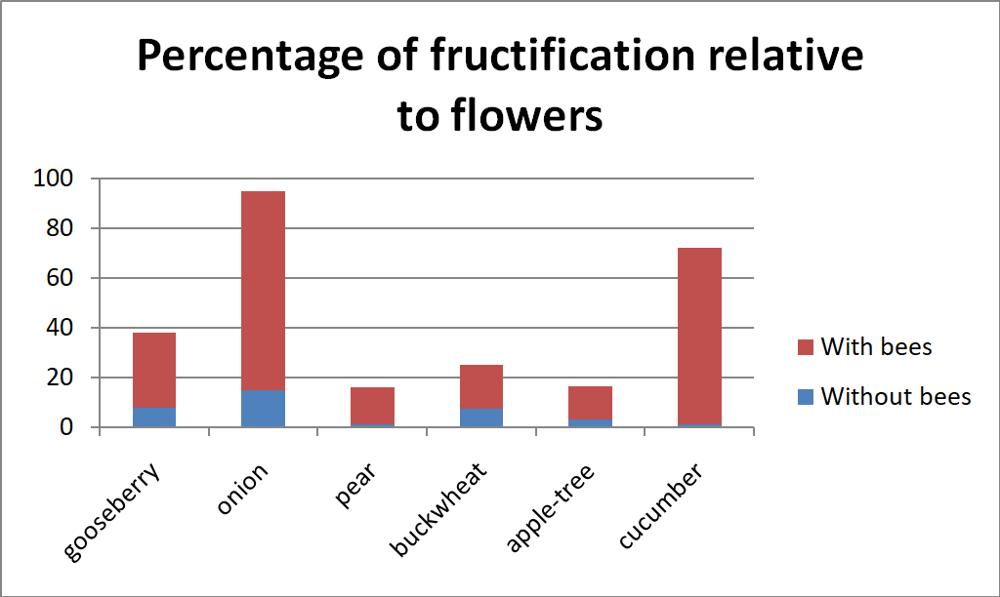 Percentage of fructification relative
to flowers
100
80
60
40
20
0
gooseberry
onion
pear
buckwheat
apple-tree
cucumber
With bees
Without bees